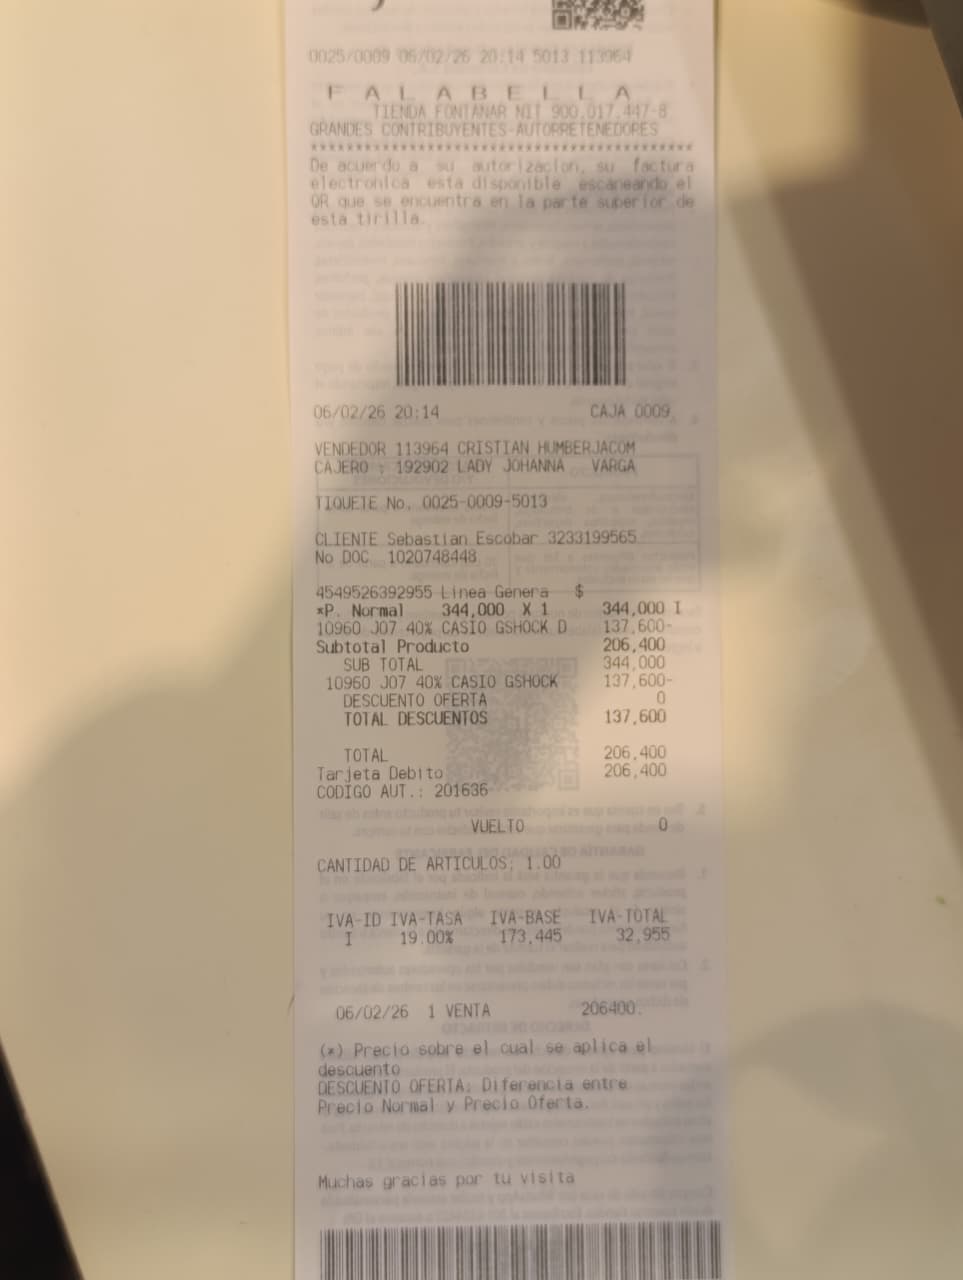 0025/0009 06/02/26 20:14 5013 113964
F A L A B E L L A
TIENDA FONTANAR NIT 900.017.447-8
GRANDES CONTRIBUYENTES-AUTORRETENEDORES
******************************************
De acuerdo a su autorizacion, su factura
electronica esta disponible escaneando el
QR que se encuentra en la parte superior de
esta tirilla.
06/02/26 20:14 CAJA 0009
VENDEDOR 113964 CRISTIAN HUMBERJACOM
CAJERO : 192902 LADY JOHANNA VARGA
TIQUETE No. 0025-0009-5013
CLIENTE Sebastian Escobar 3233199565
No DOC 1020748448
4549526392955 Linea Genera $
*P. Normal 344,000 X 1 344,000 I
10960 J07 40% CASIO GSHOCK D 137,600-
Subtotal Producto 206,400
SUB TOTAL 344,000
10960 J07 40% CASIO GSHOCK 137,600-
DESCUENTO OFERTA 0
TOTAL DESCUENTOS 137,600
TOTAL 206,400
Tarjeta Debito 206,400
CODIGO AUT.: 201636
VUELTO 0
CANTIDAD DE ARTICULOS: 1.00
IVA-ID IVA-TASA IVA-BASE IVA-TOTAL
I 19.00% 173,445 32,955
06/02/26 1 VENTA 206400.
(*) Precio sobre el cual se aplica el
descuento
DESCUENTO OFERTA: Diferencia entre
Precio Normal y Precio Oferta.
Muchas gracias por tu visita